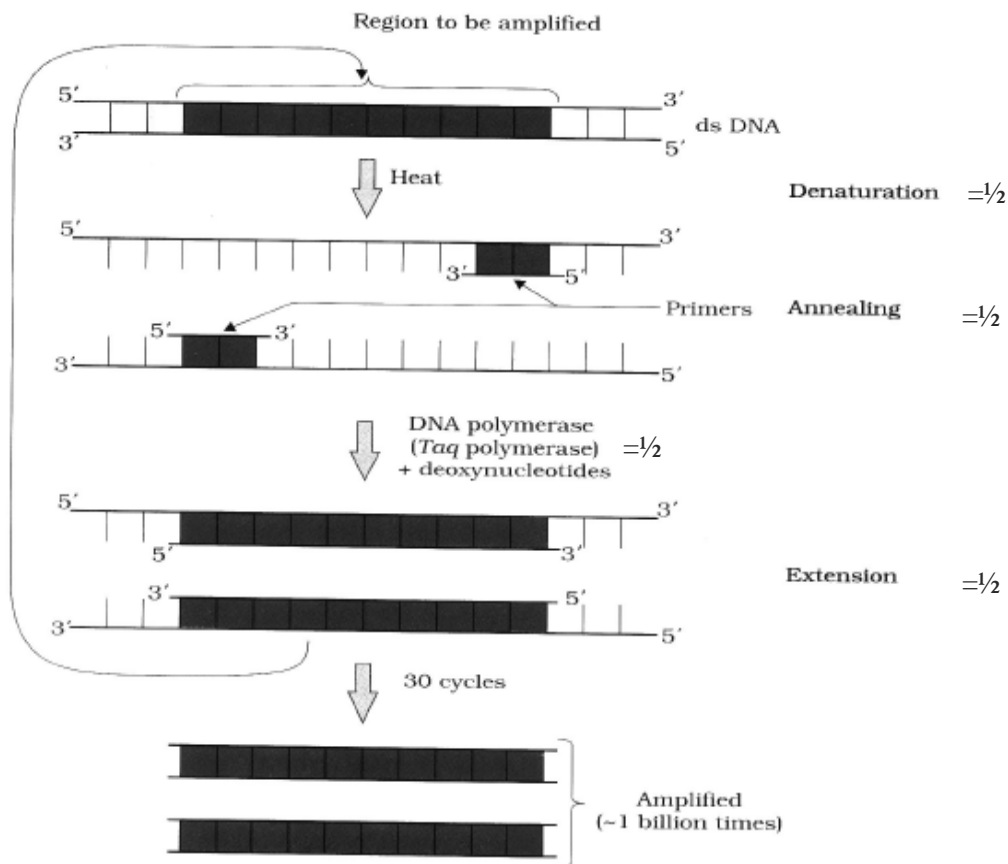 Region to be amplified
5′ 3′
ds DNA
3′ 5′
Heat
Denaturation =½
5′ 3′
3′ 5′
Primers Annealing =½
5′ 3′
3′ 5′
DNA polymerase
(Taq polymerase) =½
+ deoxynucleotides
5′ 3′
5′ 3′
Extension =½
3′ 5′
3′ 5′
30 cycles
Amplified
(~1 billion times)